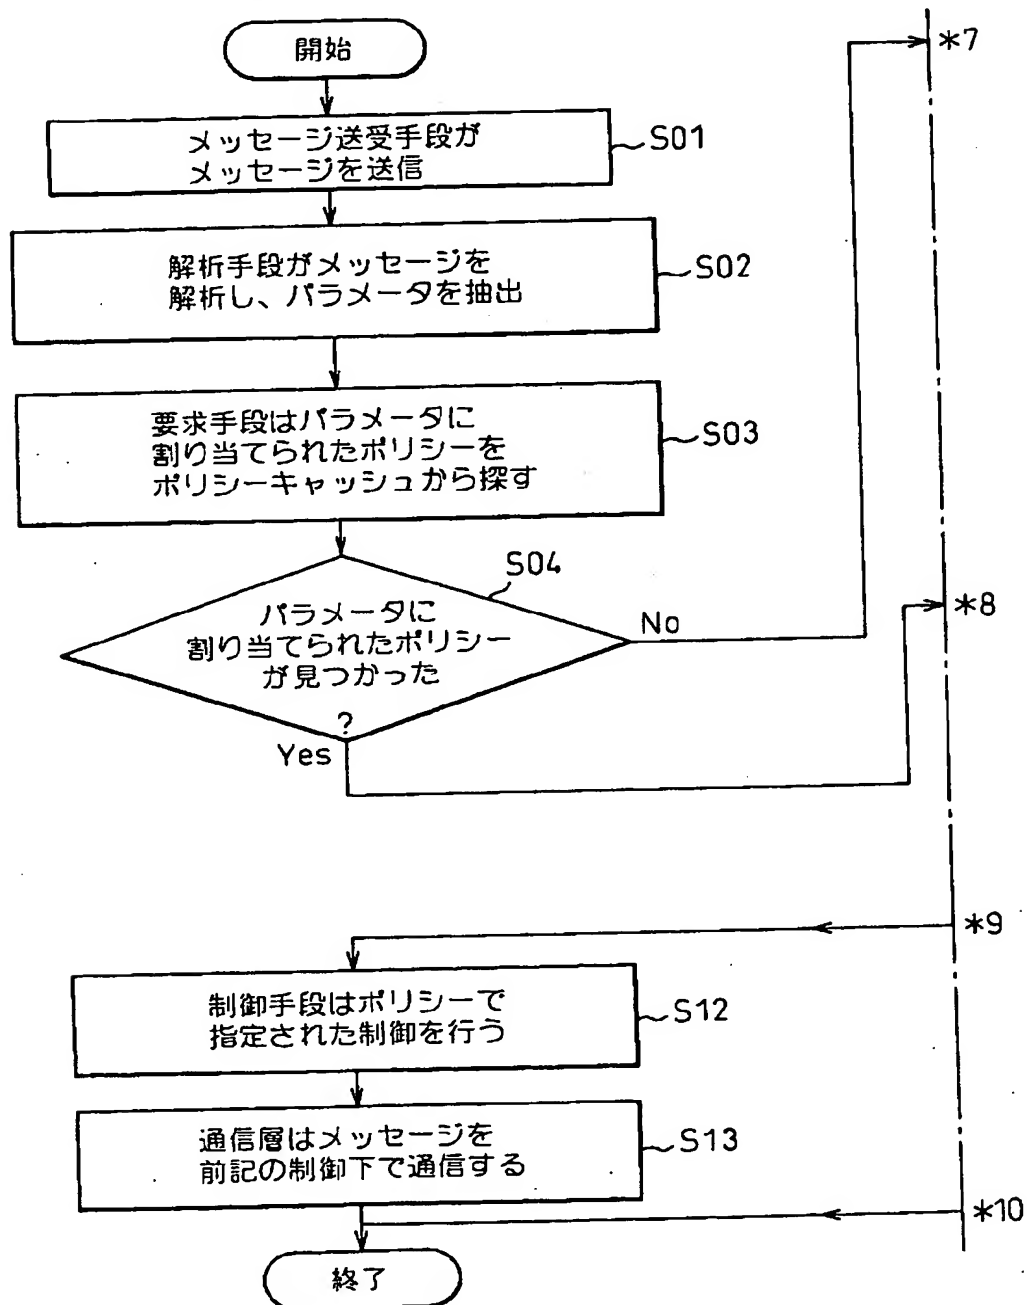 開始
*7
メッセージ送受手段が
メッセージを送信
S01
解析手段がメッセージを
解析し、パラメータを抽出
S02
要求手段はパラメータに
割り当てられたポリシーを
ポリシーキャッシュから探す
S03
S04
パラメータに
割り当てられたポリシー
が見つかった
?
No
*8
Yes
*9
制御手段はポリシーで
指定された制御を行う
S12
通信層はメッセージを
前記の制御下で通信する
S13
*10
終了